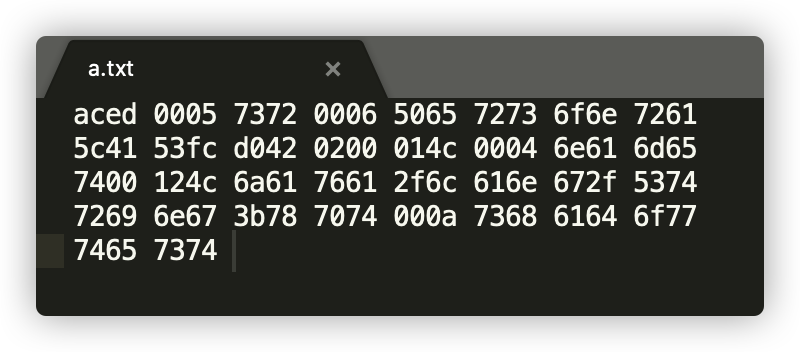 a.txt ×
aced 0005 7372 0006 5065 7273 6f6e 7261
5c41 53fc d042 0200 014c 0004 6e61 6d65
7400 124c 6a61 7661 2f6c 616e 672f 5374
7269 6e67 3b78 7074 000a 7368 6164 6f77
7465 7374